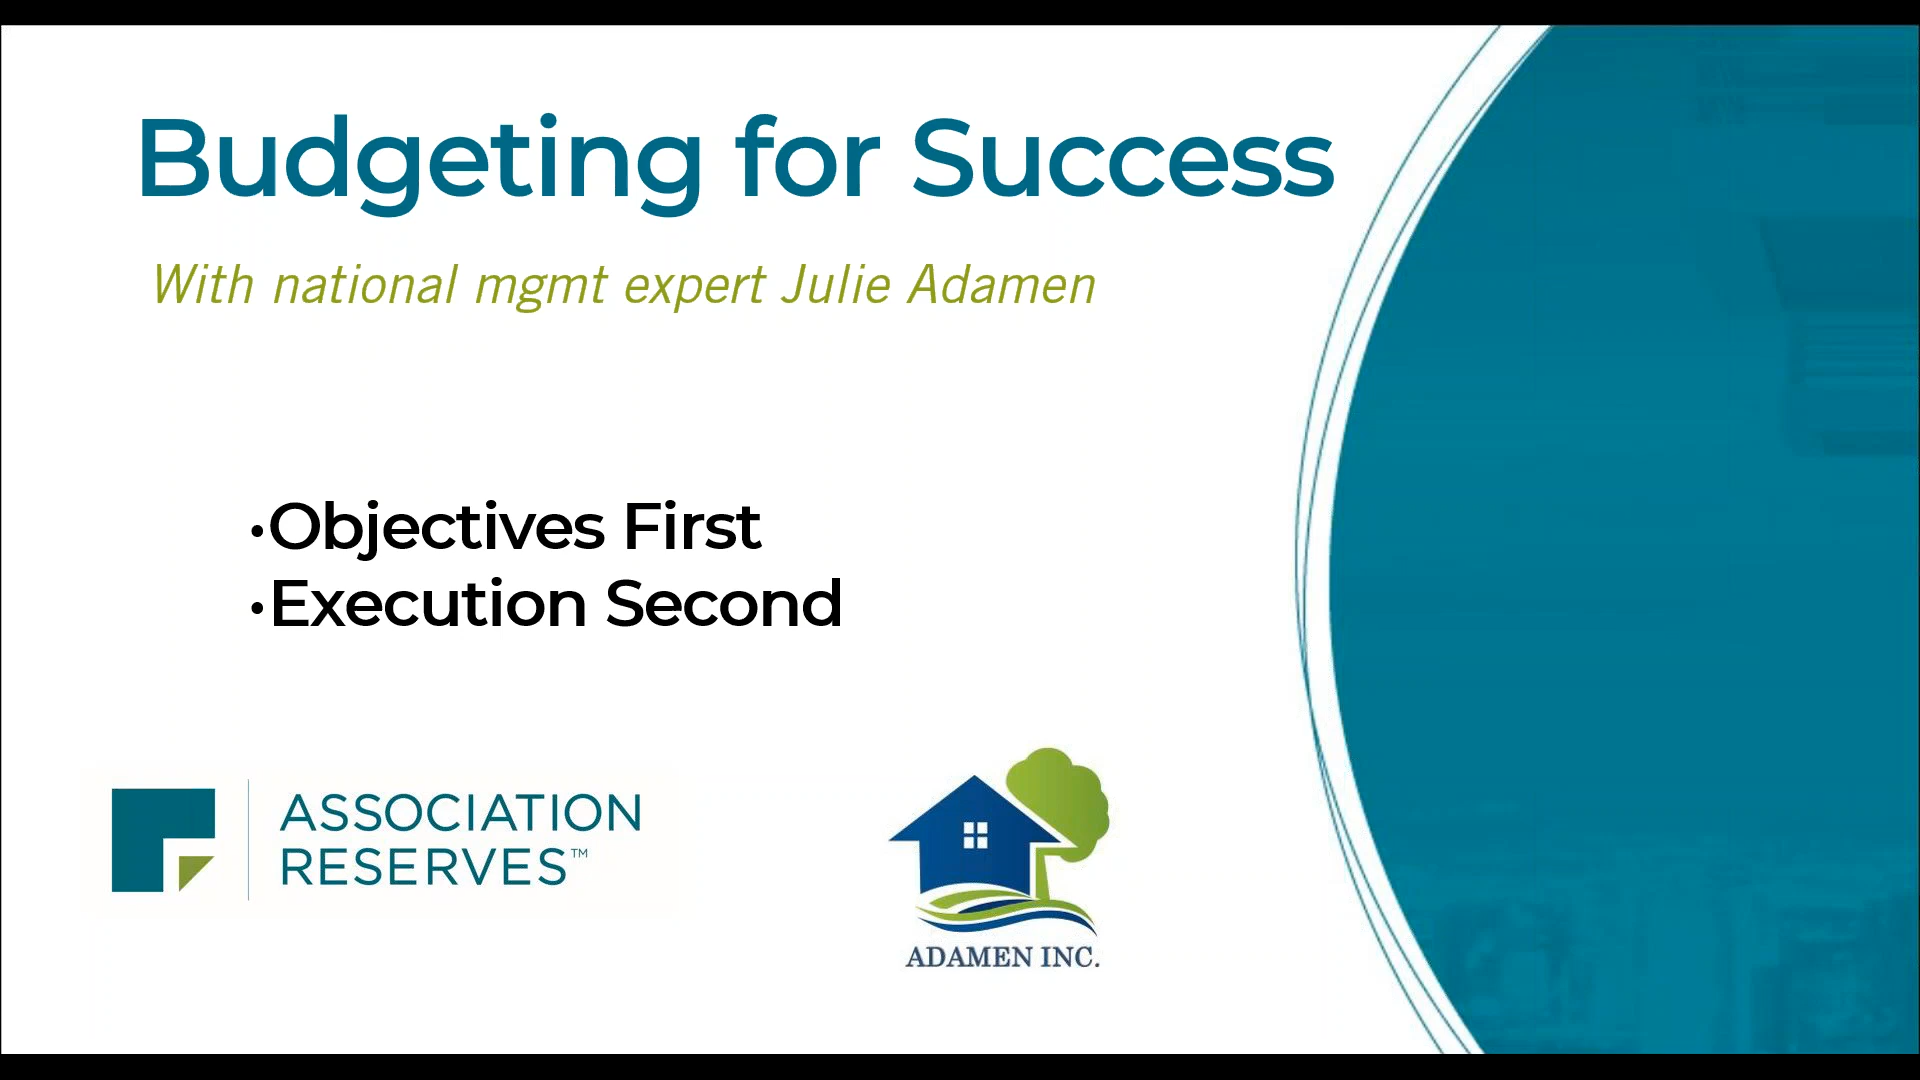 Budgeting for Success
With national mgmt expert Julie Adamen
•Objectives First
•Execution Second
ASSOCIATION
RESERVES™
ADAMEN INC.